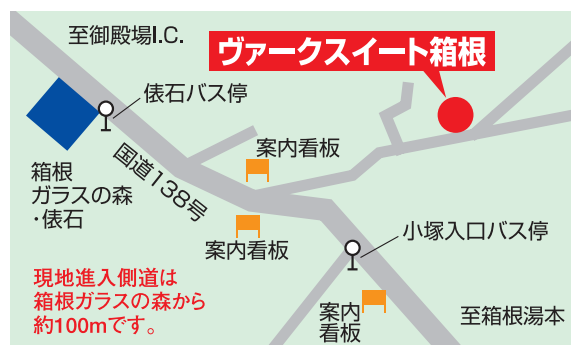 至御殿場I.C.
ヴァークスイート箱根
俵石バス停
箱根
ガラスの森
・俵石
国道138号
案内看板
案内看板
小塚入口バス停
現地進入側道は
箱根ガラスの森から
約100mです。
案内
看板
至箱根湯本